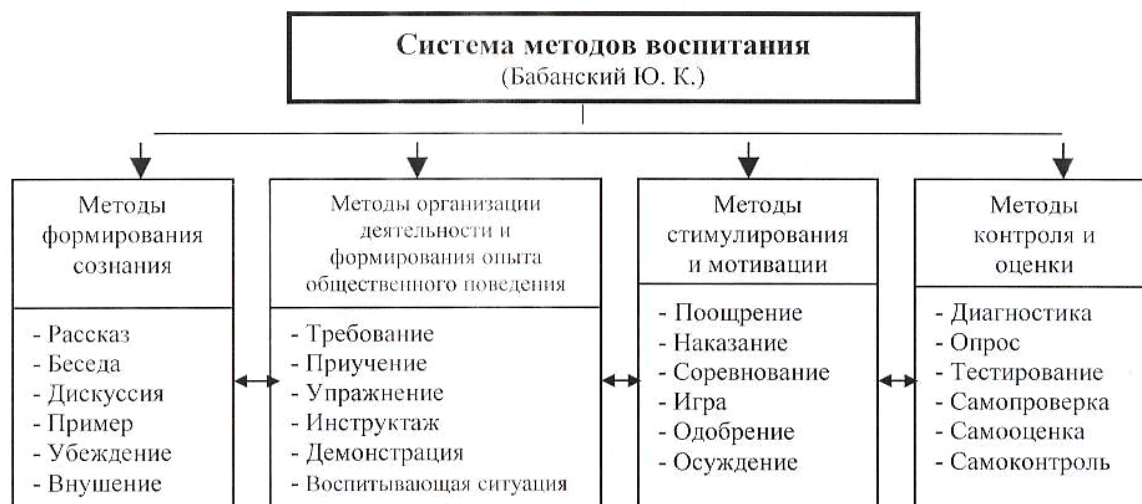 Система методов воспитания
(Бабанский Ю. К.)
Методы
формирования
сознания
- Рассказ
- Беседа
- Дискуссия
- Пример
- Убеждение
- Внушение
Методы организации
деятельности и
формирования опыта
общественного поведения
- Требование
- Приучение
- Упражнение
- Инструктаж
- Демонстрация
- Воспитывающая ситуация
Методы
стимулирования
и мотивации
- Поощрение
- Наказание
- Соревнование
- Игра
- Одобрение
- Осуждение
Методы
контроля и
оценки
- Диагностика
- Опрос
- Тестирование
- Самопроверка
- Самооценка
- Самоконтроль